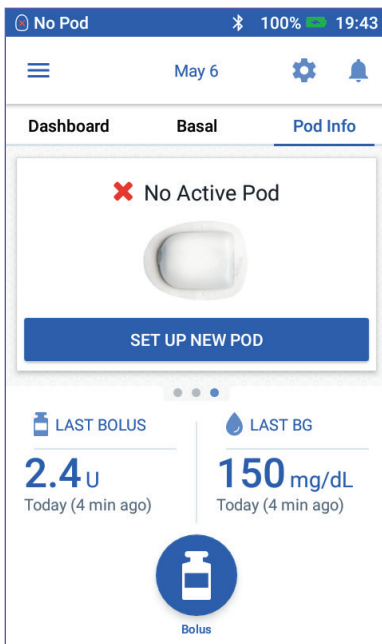 No Pod 100% 19:43
May 6
Dashboard Basal Pod Info
No Active Pod
SET UP NEW POD
LAST BOLUS LAST BG
2.4 U 150 mg/dL
Today (4 min ago) Today (4 min ago)
Bolus